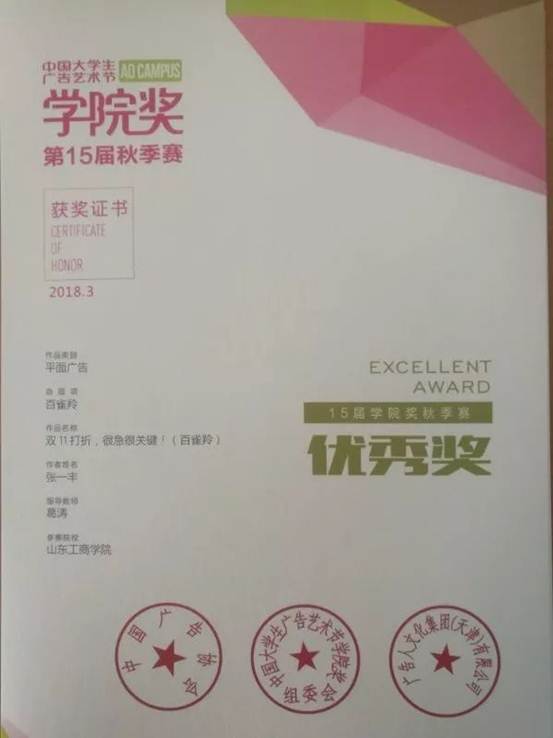 中国大学生
广告艺术节 AD CAMPUS
学院奖
第15届秋季赛
获奖证书
CERTIFICATE
OF
HONOR
2018.3
作品类别
平面广告
命题项
百雀羚
作品名称
双11打折，很急很关键！（百雀羚）
作者姓名
张一丰
指导教师
葛涛
参赛院校
山东工商学院
EXCELLENT
AWARD
15届学院奖秋季赛
优秀奖
中国广告协会
中国大学生广告艺术节学院奖
组委会
广告人文化集团(天津)有限公司